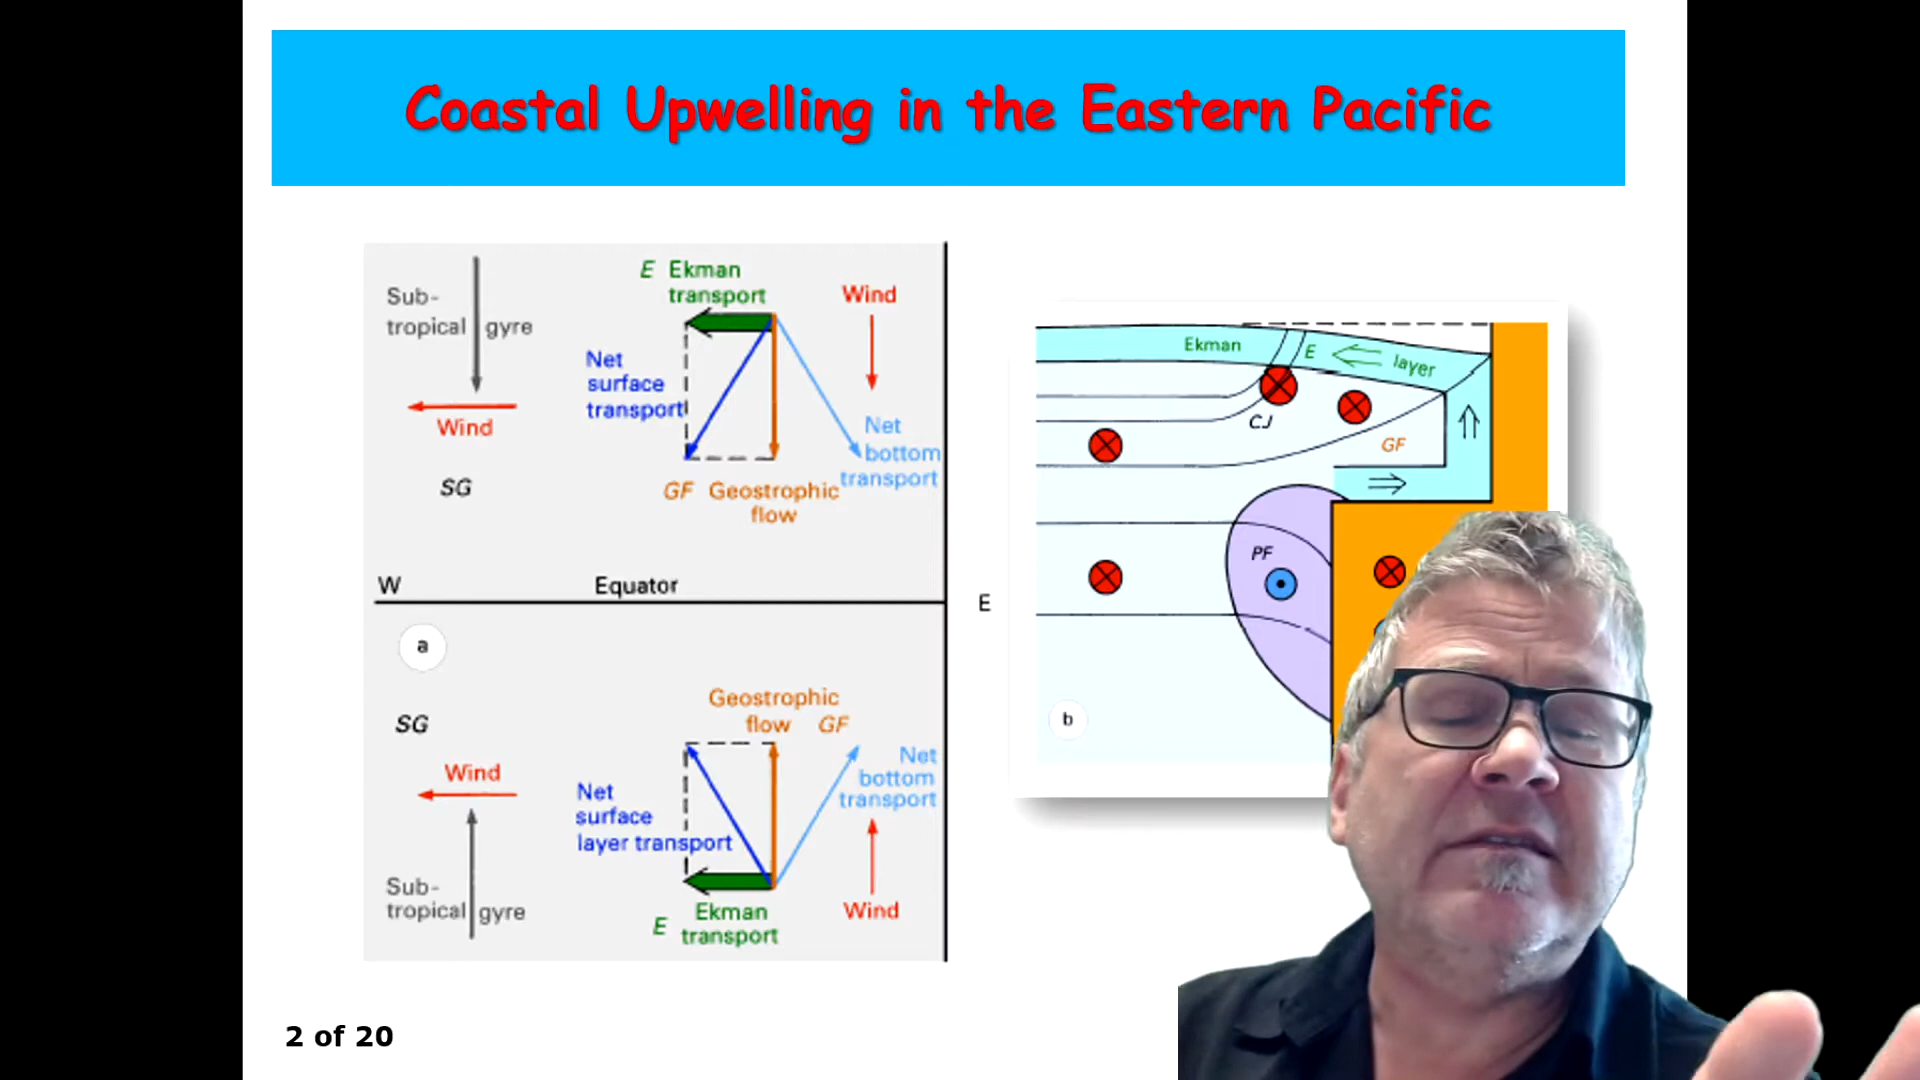 Coastal Upwelling in the Eastern Pacific
Sub-
tropical gyre
Wind
SG
E Ekman
transport
Wind
Net
surface
transport
Net
bottom
transport
GF Geostrophic
flow
W
Equator
E
a
SG
Wind
Sub-
tropical gyre
Geostrophic
flow GF
Net
bottom
transport
Net
surface
layer transport
Ekman
E transport
Wind
Ekman E layer
CJ
GF
PF
b
2 of 20